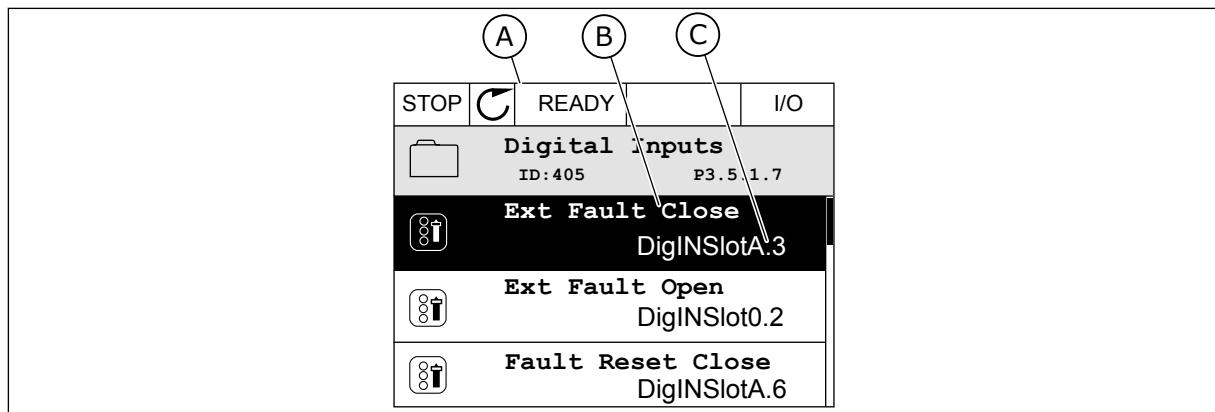 A B C
STOP READY I/O
Digital Inputs
ID:405 P3.5.1.7
Ext Fault Close
DigINSlotA.3
Ext Fault Open
DigINSlot0.2
Fault Reset Close
DigINSlotA.6